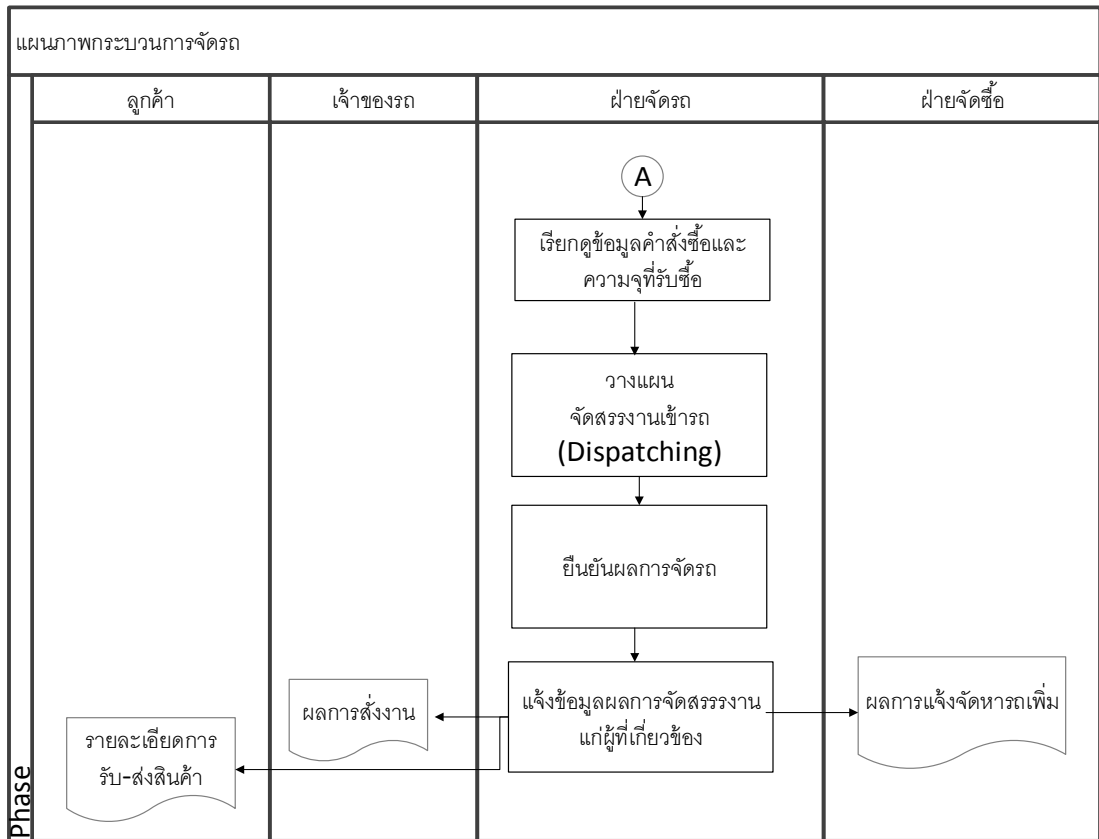 แผนภาพกระบวนการจัดรถ
ลูกค้า
เจ้าของรถ
ฝ่ายจัดรถ
ฝ่ายจัดซื้อ
A
เรียกดูข้อมูลคำสั่งซื้อและ
ความจุที่รับซื้อ
วางแผน
จัดสรรงานเข้ารถ
(Dispatching)
ยืนยันผลการจัดรถ
แจ้งข้อมูลผลการจัดสรรรงาน
แก่ผู้ที่เกี่ยวข้อง
ผลการสั่งงาน
ผลการแจ้งจัดหารถเพิ่ม
รายละเอียดการ
รับ-ส่งสินค้า
Phase